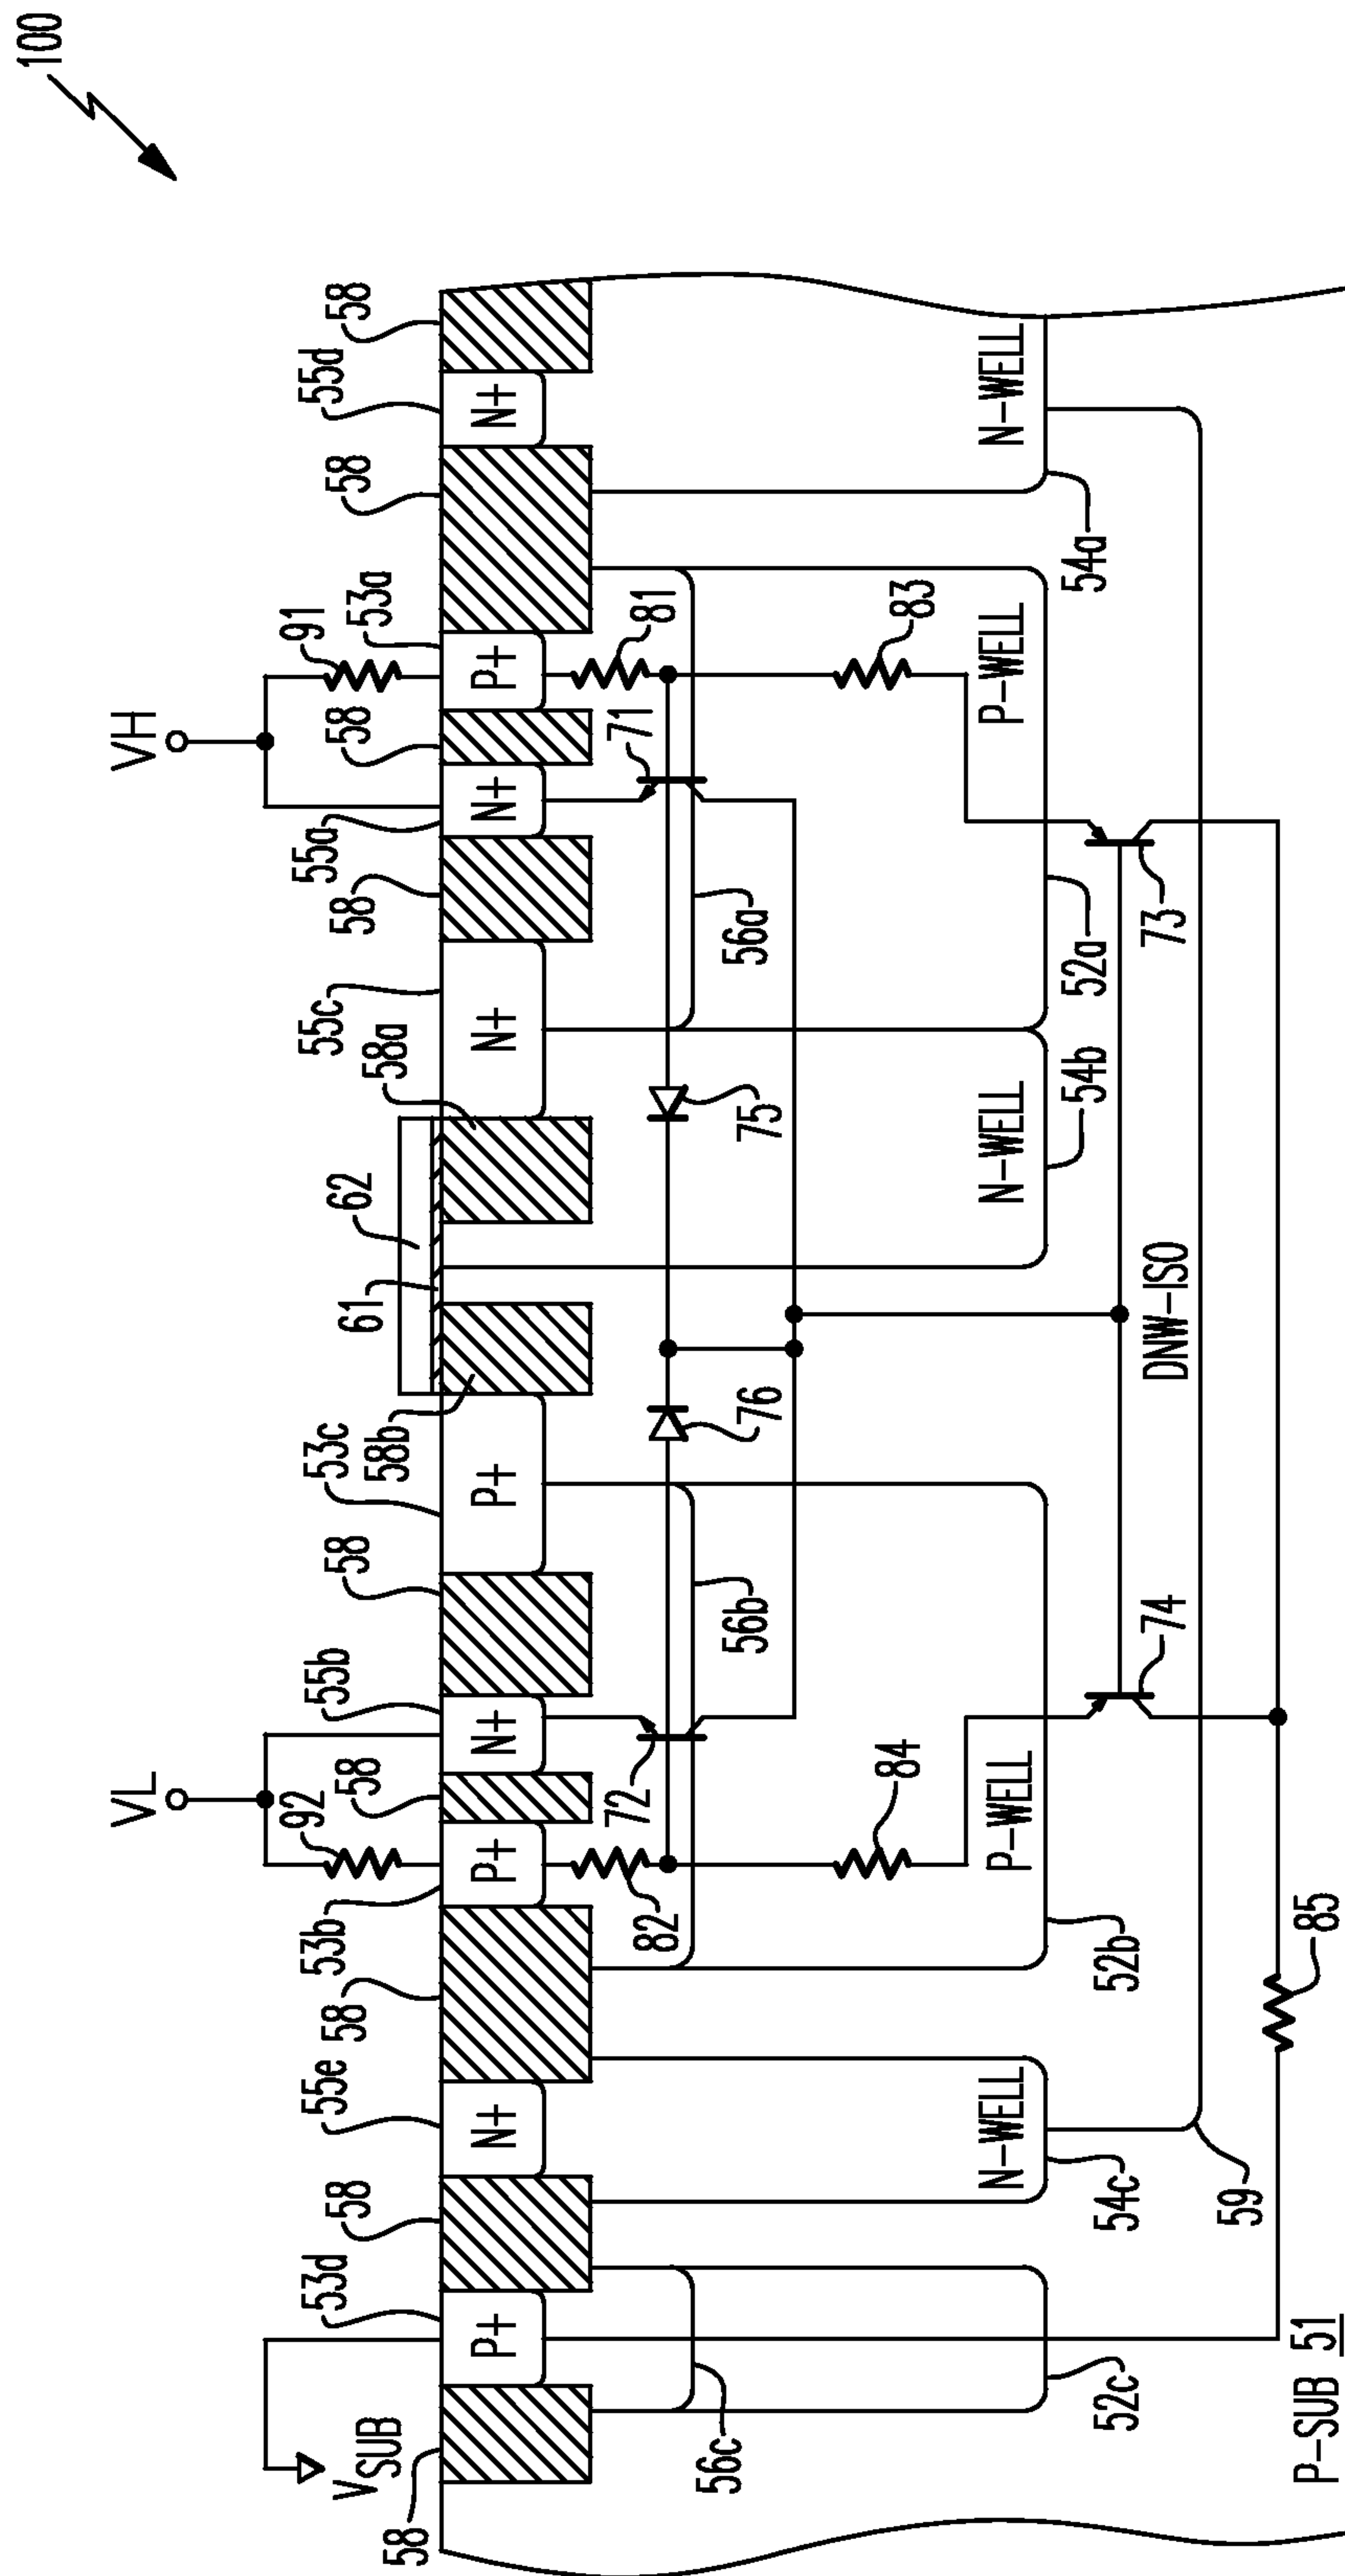 100
VL
VH
VSUB
58
53d
58
55e
58
53b
92
58
55b
58
53c
58b
61
62
58a
55c
58
55a
58
91
53a
58
55d
58
P+
N+
P+
N+
P+
N+
N+
P+
N+
82
72
71
81
56c
56b
76
75
56a
84
83
N-WELL
P-WELL
N-WELL
P-WELL
N-WELL
52c
54c
52b
54b
52a
54a
74
DNW-ISO
73
59
85
P-SUB 51